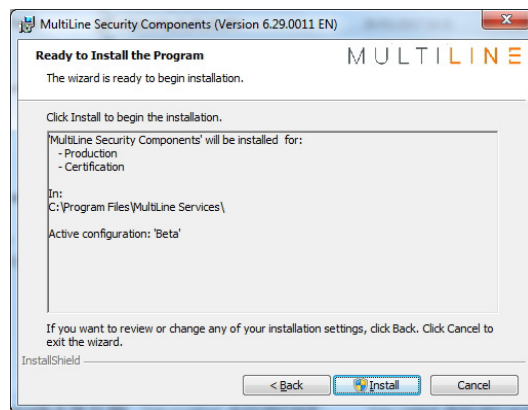 MultiLine Security Components (Version 6.29.0011 EN)
Ready to Install the Program
MULTILINE
The wizard is ready to begin installation.
Click Install to begin the installation.
'MultiLine Security Components' will be installed for:
- Production
- Certification
In:
C:\Program Files\MultiLine Services\
Active configuration: 'Beta'
If you want to review or change any of your installation settings, click Back. Click Cancel to
exit the wizard.
InstallShield
< Back
Install
Cancel